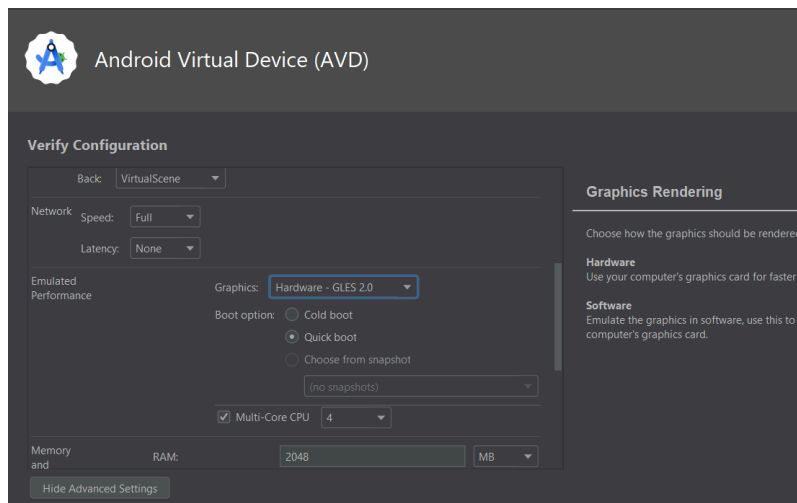 Android Virtual Device (AVD)
Verify Configuration
Back: VirtualScene
Network Speed: Full
Latency: None
Emulated
Performance
Graphics: Hardware - GLES 2.0
Boot option: Cold boot
Quick boot
Choose from snapshot
(no snapshots)
Multi-Core CPU 4
Memory
and
RAM: 2048 MB
Hide Advanced Settings
Graphics Rendering
Choose how the graphics should be rendered
Hardware
Use your computer's graphics card for faster
Software
Emulate the graphics in software, use this to
computer's graphics card.